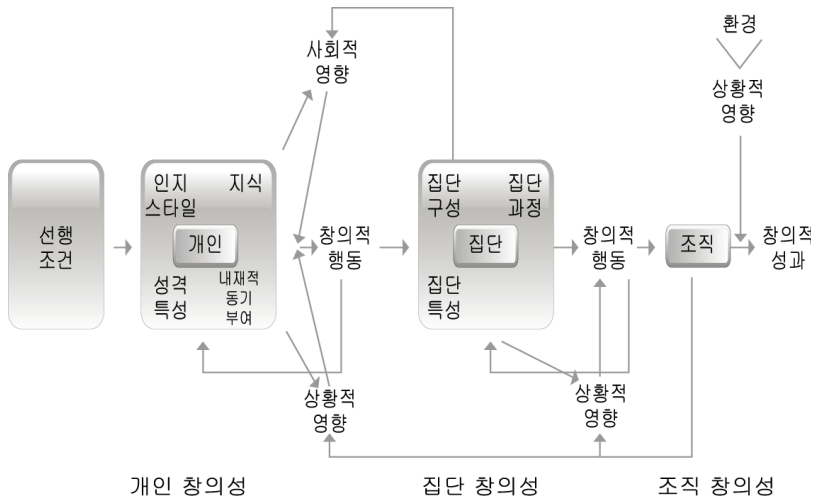 환경
사회적
영향
상황적
영향
선행
조건
인지
스타일
지식
개인
성격
특성
내재적
동기
부여
창의적
행동
집단
구성
집단
과정
집단
집단
특성
창의적
행동
조직
창의적
성과
상황적
영향
상황적
영향
개인 창의성
집단 창의성
조직 창의성